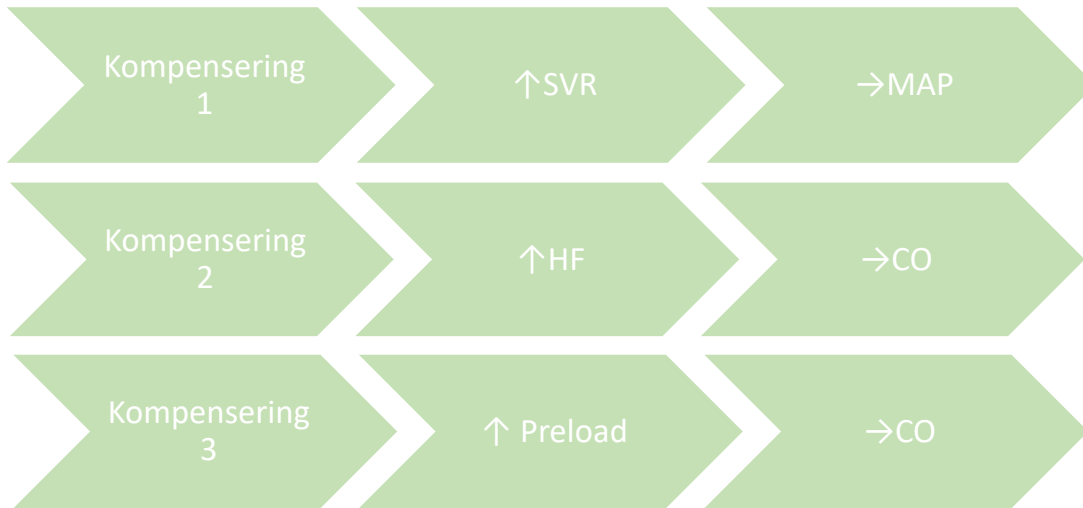 Kompensering
1
↑SVR
→MAP
Kompensering
2
↑HF
→CO
Kompensering
3
↑ Preload
→CO